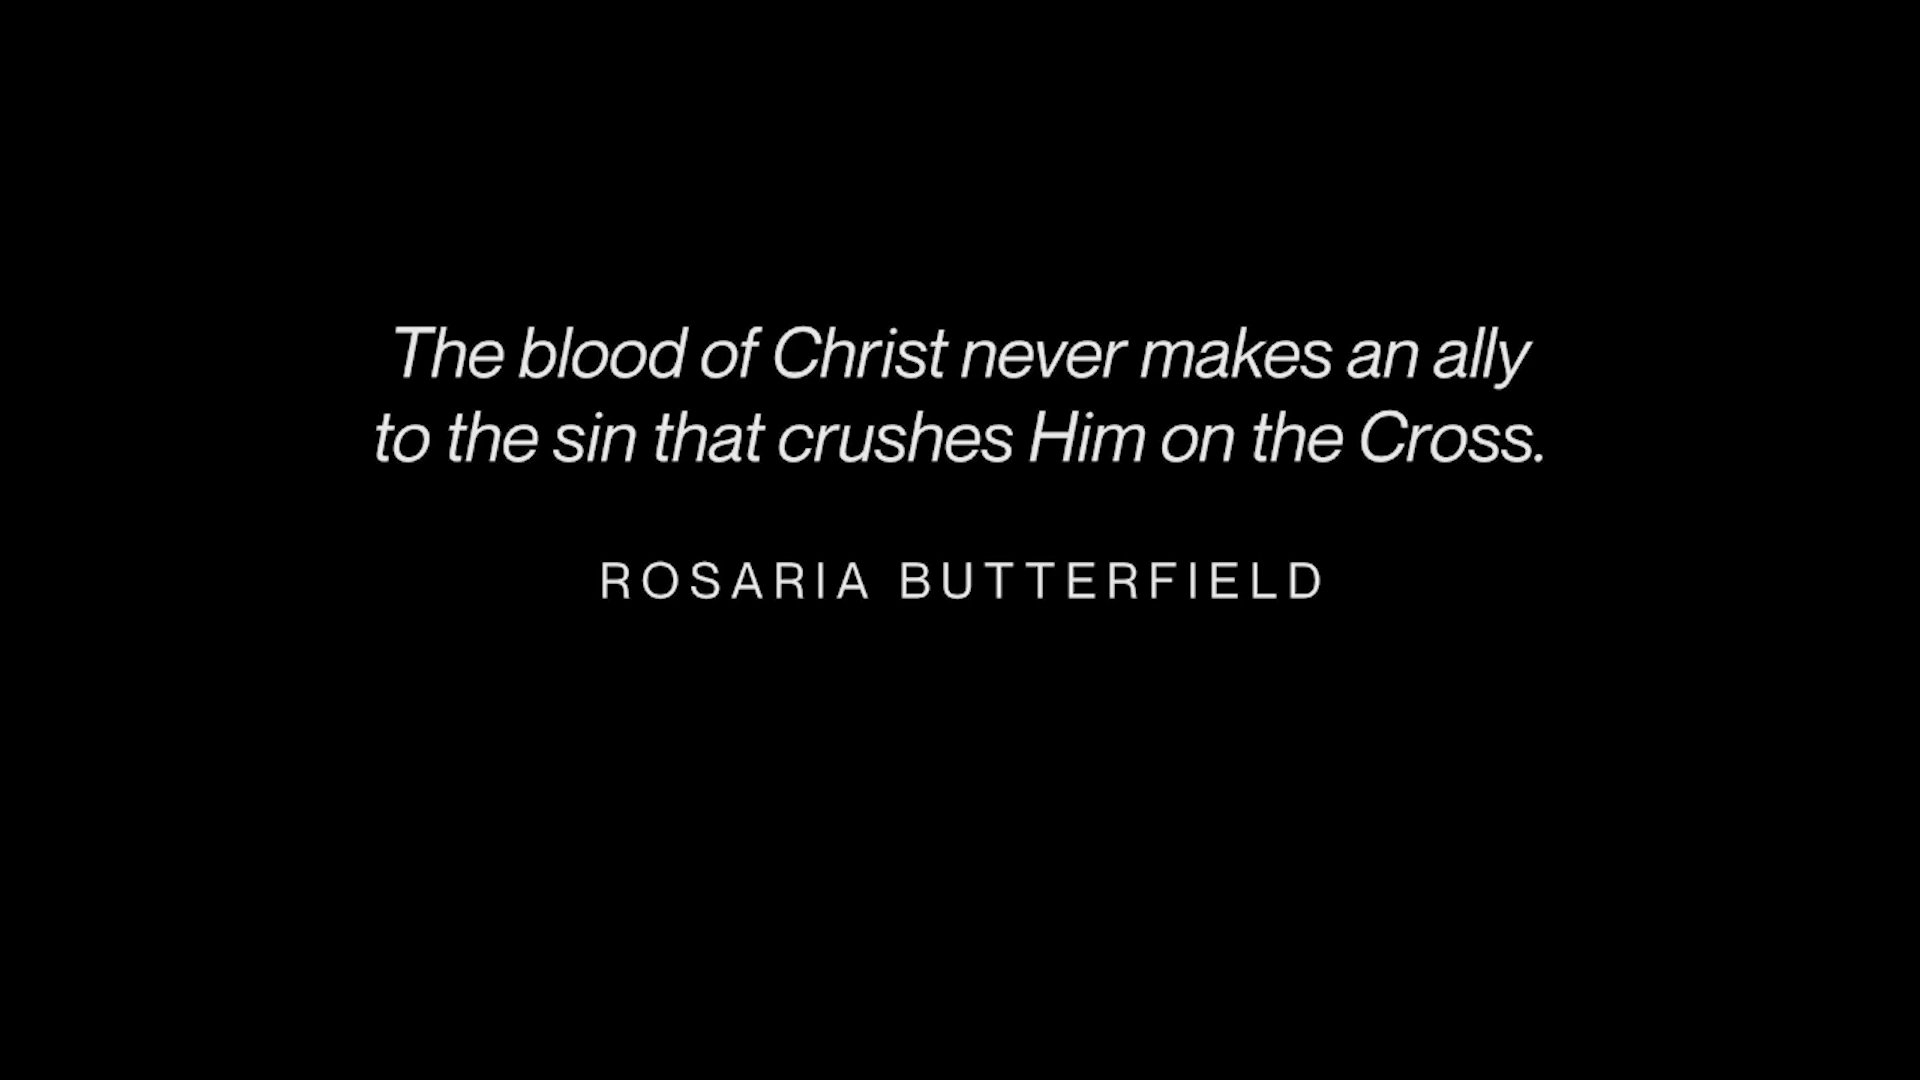 The blood of Christ never makes an ally
to the sin that crushes Him on the Cross.
ROSARIA BUTTERFIELD